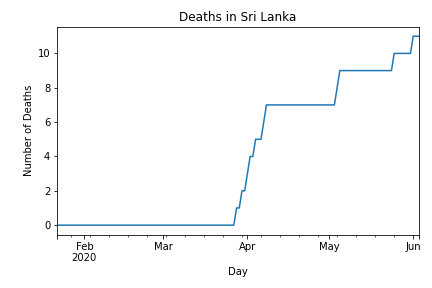 Deaths in Sri Lanka
Number of Deaths
10
8
6
4
2
0
Feb
2020
Mar
Apr
May
Jun
Day